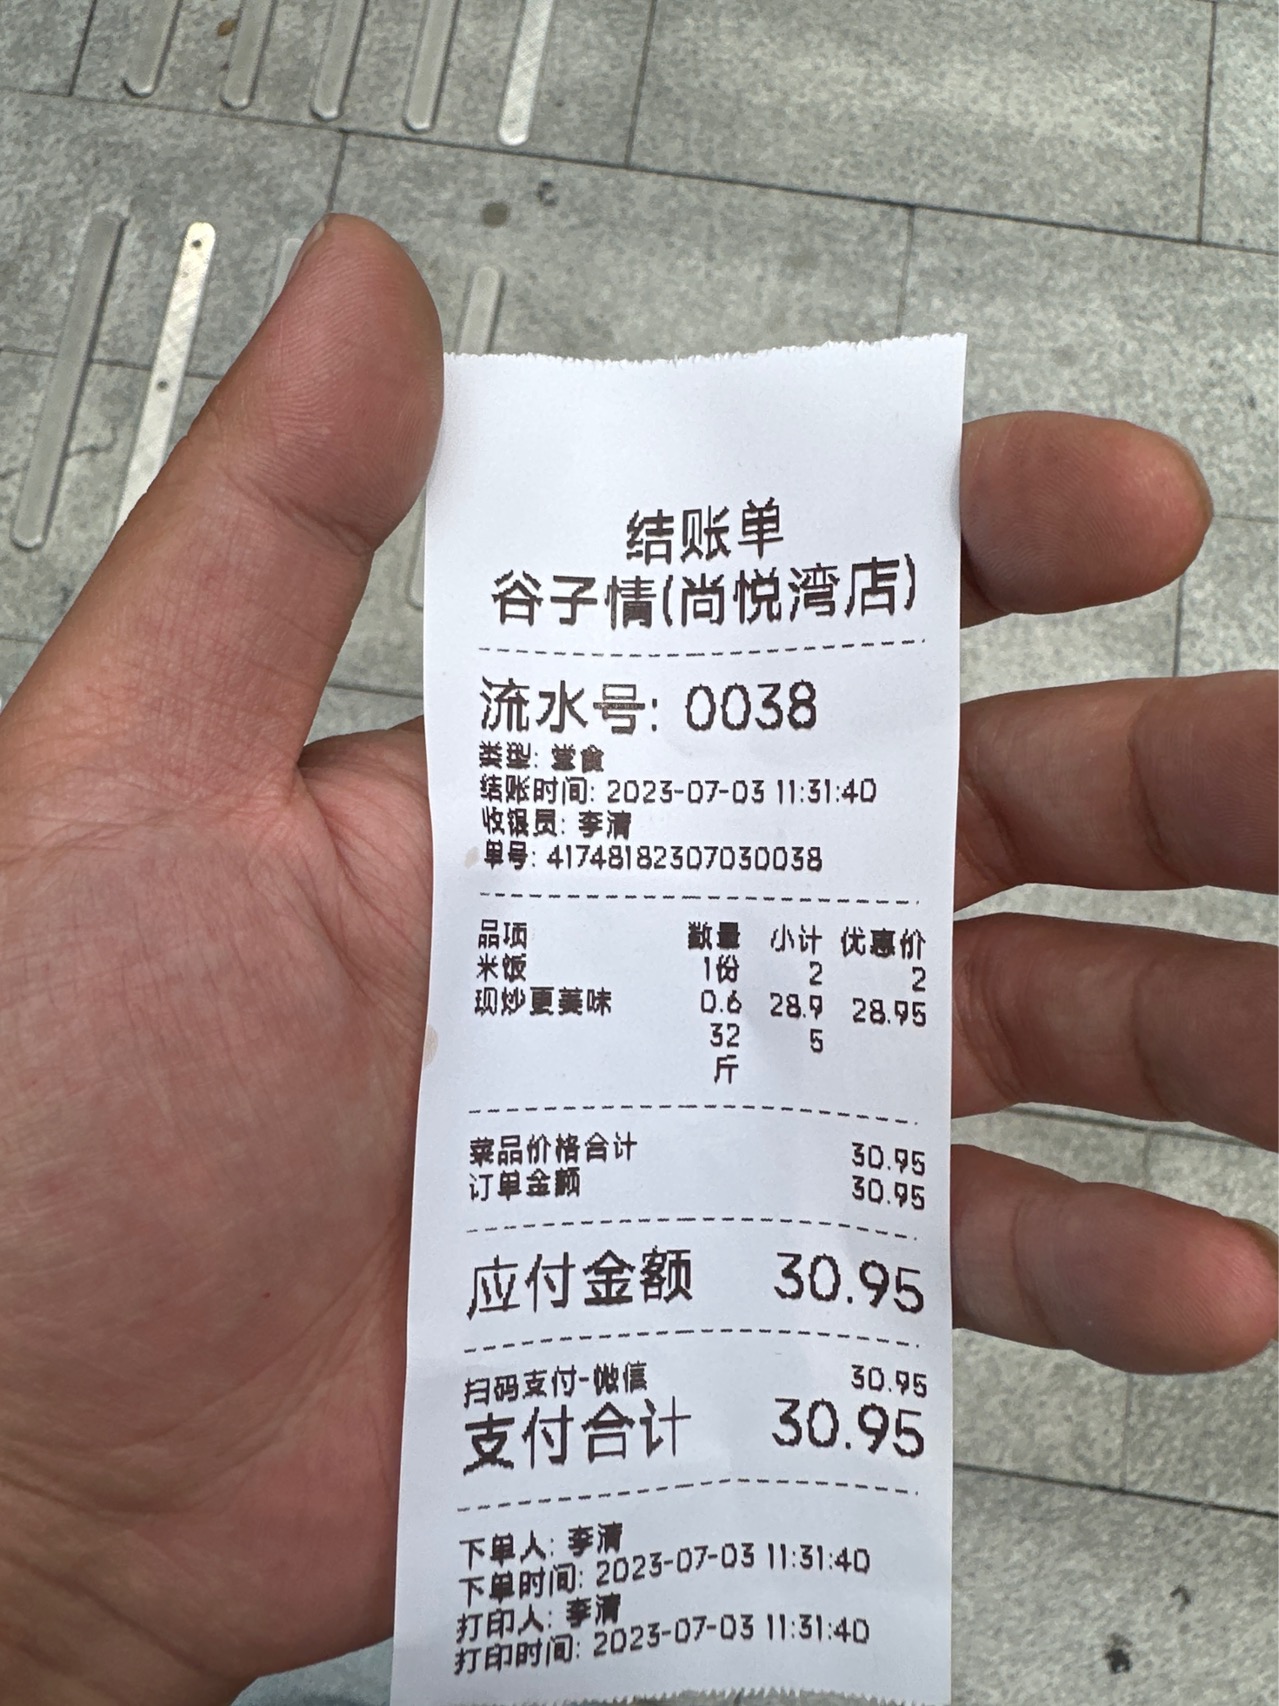 结账单
谷子情(尚悦湾店)
流水号: 0038
类型: 堂食
结账时间: 2023-07-03 11:31:40
收银员: 李清
单号: 41748182307030038
品项 数量 小计 优惠价
米饭 1份 2 2
现炒更美味 0.6 28.9 28.95
32 5
斤
菜品价格合计 30.95
订单金额 30.95
应付金额 30.95
扫码支付-微信 30.95
支付合计 30.95
下单人: 李清
下单时间: 2023-07-03 11:31:40
打印人: 李清
打印时间: 2023-07-03 11:31:40